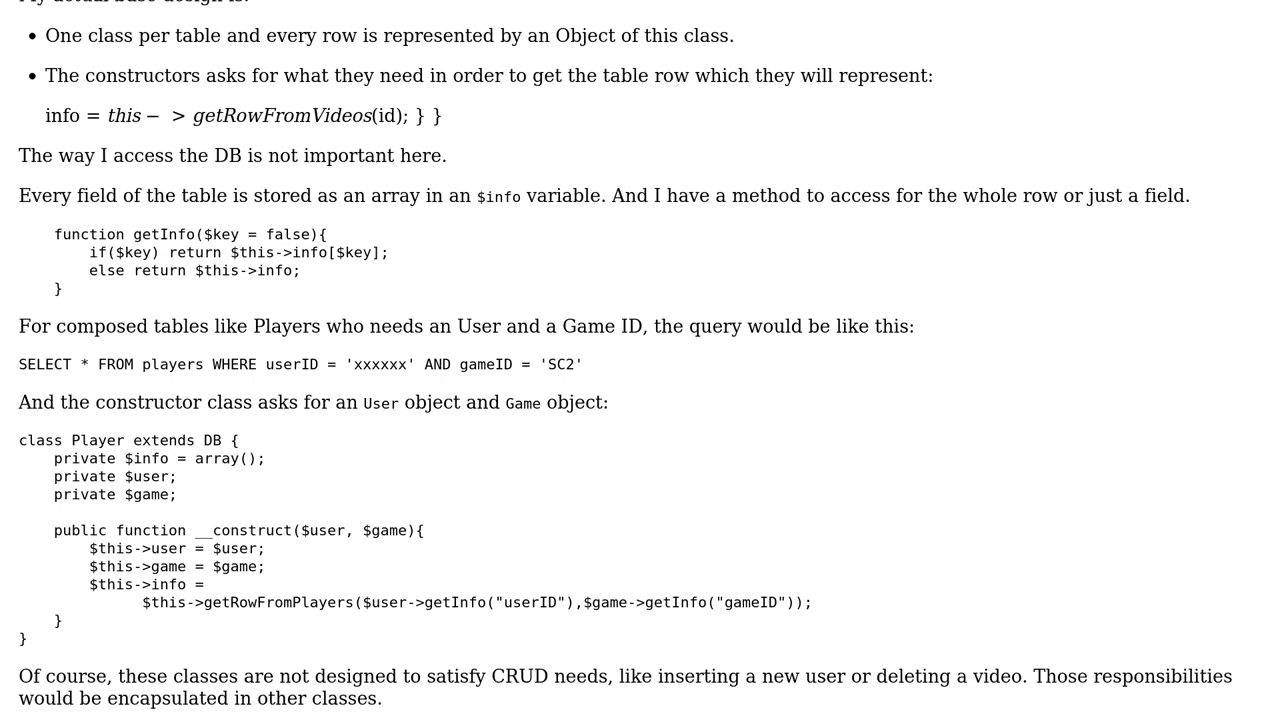 My actual base design is:
• One class per table and every row is represented by an Object of this class.
• The constructors asks for what they need in order to get the table row which they will represent:
info = this− > getRowFromVideos(id); } }
The way I access the DB is not important here.
Every field of the table is stored as an array in an $info variable. And I have a method to access for the whole row or just a field.
    function getInfo($key = false){
        if($key) return $this->info[$key];
        else return $this->info;
    }
For composed tables like Players who needs an User and a Game ID, the query would be like this:
SELECT * FROM players WHERE userID = 'xxxxxx' AND gameID = 'SC2'
And the constructor class asks for an User object and Game object:
class Player extends DB {
    private $info = array();
    private $user;
    private $game;
    public function __construct($user, $game){
        $this->user = $user;
        $this->game = $game;
        $this->info =
              $this->getRowFromPlayers($user->getInfo("userID"),$game->getInfo("gameID"));
    }
}
Of course, these classes are not designed to satisfy CRUD needs, like inserting a new user or deleting a video. Those responsibilities
would be encapsulated in other classes.